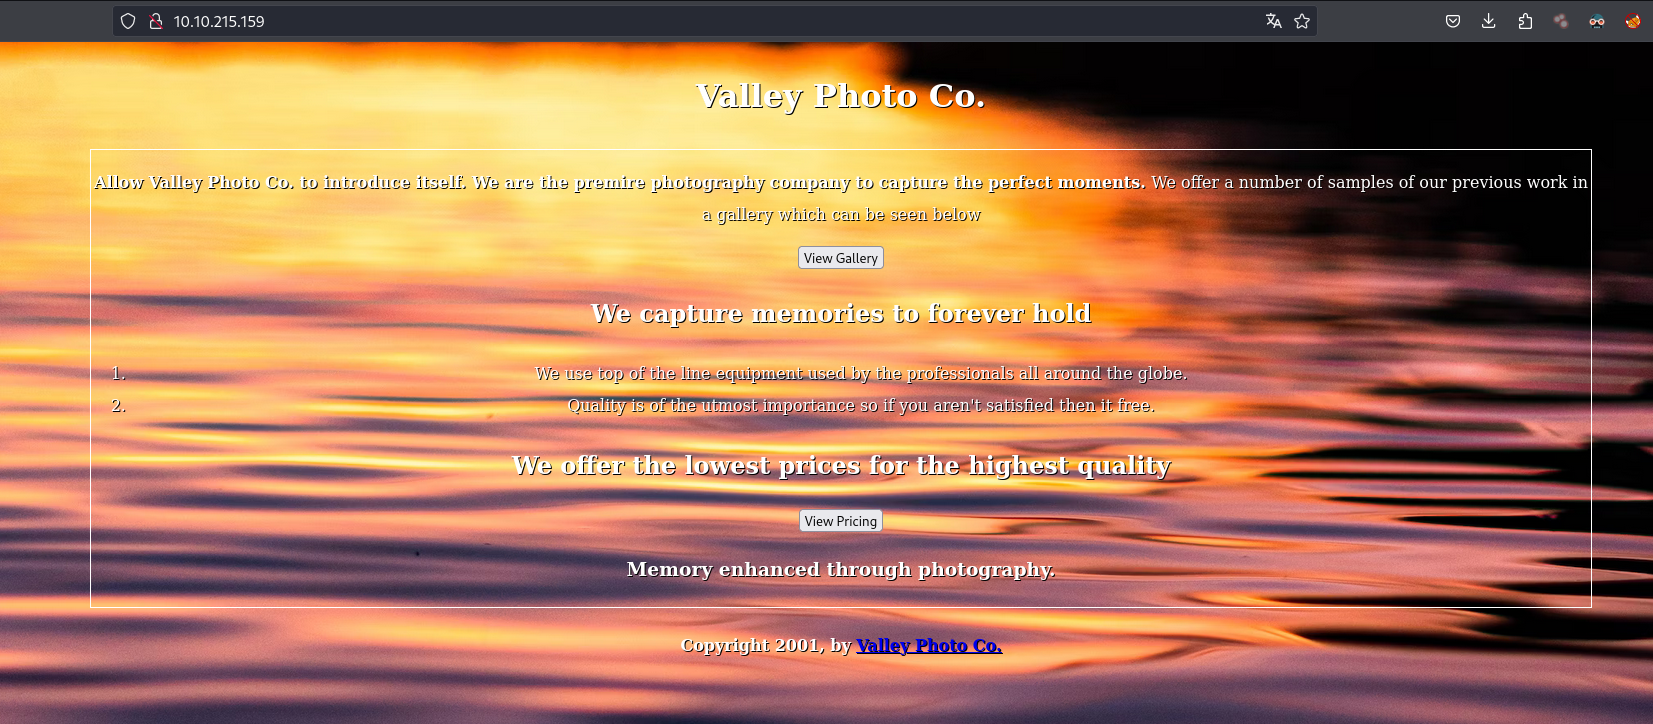 10.10.215.159
Valley Photo Co.
Allow Valley Photo Co. to introduce itself. We are the premire photography company to capture the perfect moments. We offer a number of samples of our previous work in
a gallery which can be seen below
View Gallery
We capture memories to forever hold
1. We use top of the line equipment used by the professionals all around the globe.
2. Quality is of the utmost importance so if you aren't satisfied then it free.
We offer the lowest prices for the highest quality
View Pricing
Memory enhanced through photography.
Copyright 2001, by Valley Photo Co.